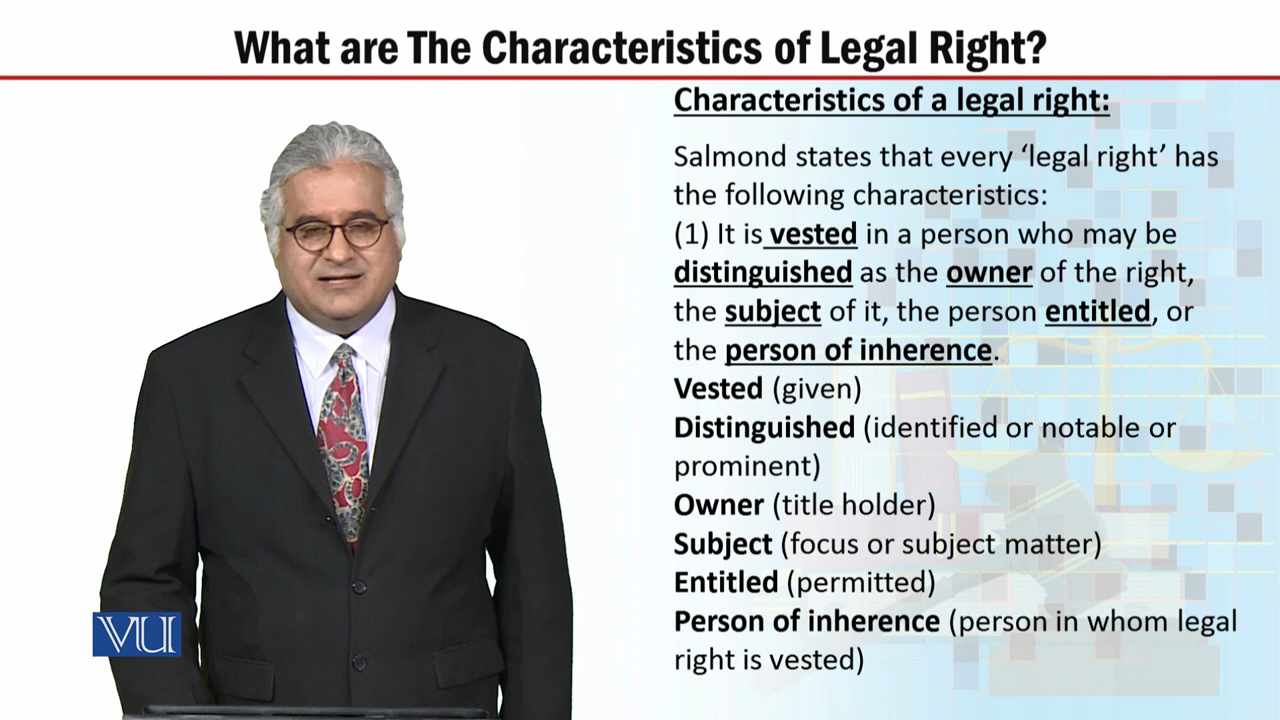 What are The Characteristics of Legal Right?
Characteristics of a legal right:
Salmond states that every ‘legal right’ has
the following characteristics:
(1) It is vested in a person who may be
distinguished as the owner of the right,
the subject of it, the person entitled, or
the person of inherence.
Vested (given)
Distinguished (identified or notable or
prominent)
Owner (title holder)
Subject (focus or subject matter)
Entitled (permitted)
Person of inherence (person in whom legal
right is vested)
VU